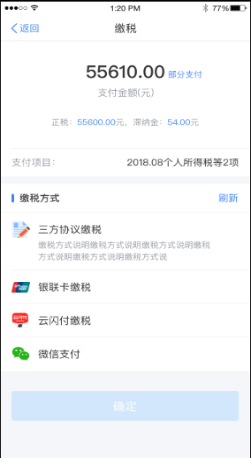 1:20 PM
77%
返回
缴税
55610.00 部分支付
支付金额(元)
正税：55600.00元，滞纳金：54.00元
支付项目：
2018.08个人所得税等2项
缴税方式
刷新
三方协议缴税
缴税方式说明缴税方式说明缴税方式说明缴税
方式说明缴税方式说明缴税方式说
银联卡缴税
云闪付缴税
微信支付
确定